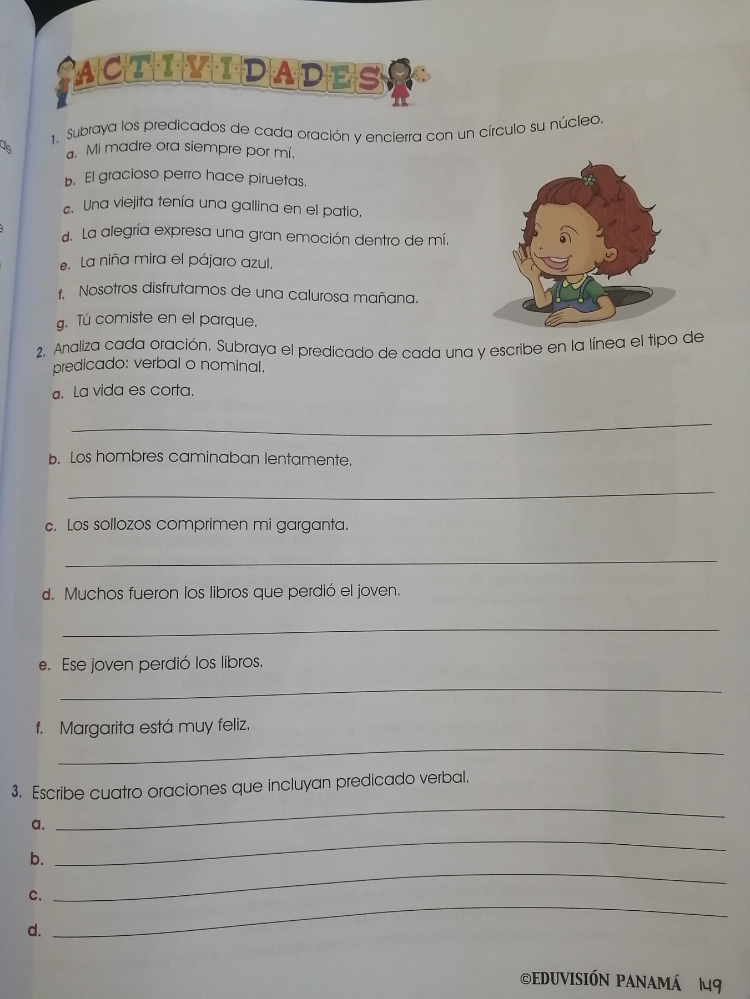 ACTIVIDADES
1. Subraya los predicados de cada oración y encierra con un círculo su núcleo.
a. Mi madre ora siempre por mí.
b. El gracioso perro hace piruetas.
c. Una viejita tenía una gallina en el patio.
d. La alegría expresa una gran emoción dentro de mí.
e. La niña mira el pájaro azul.
f. Nosotros disfrutamos de una calurosa mañana.
g. Tú comiste en el parque.
2. Analiza cada oración. Subraya el predicado de cada una y escribe en la línea el tipo de
predicado: verbal o nominal.
a. La vida es corta.
b. Los hombres caminaban lentamente.
c. Los sollozos comprimen mi garganta.
d. Muchos fueron los libros que perdió el joven.
e. Ese joven perdió los libros.
f. Margarita está muy feliz.
3. Escribe cuatro oraciones que incluyan predicado verbal.
a.
b.
c.
d.
©EDUVISIÓN PANAMÁ 149
de